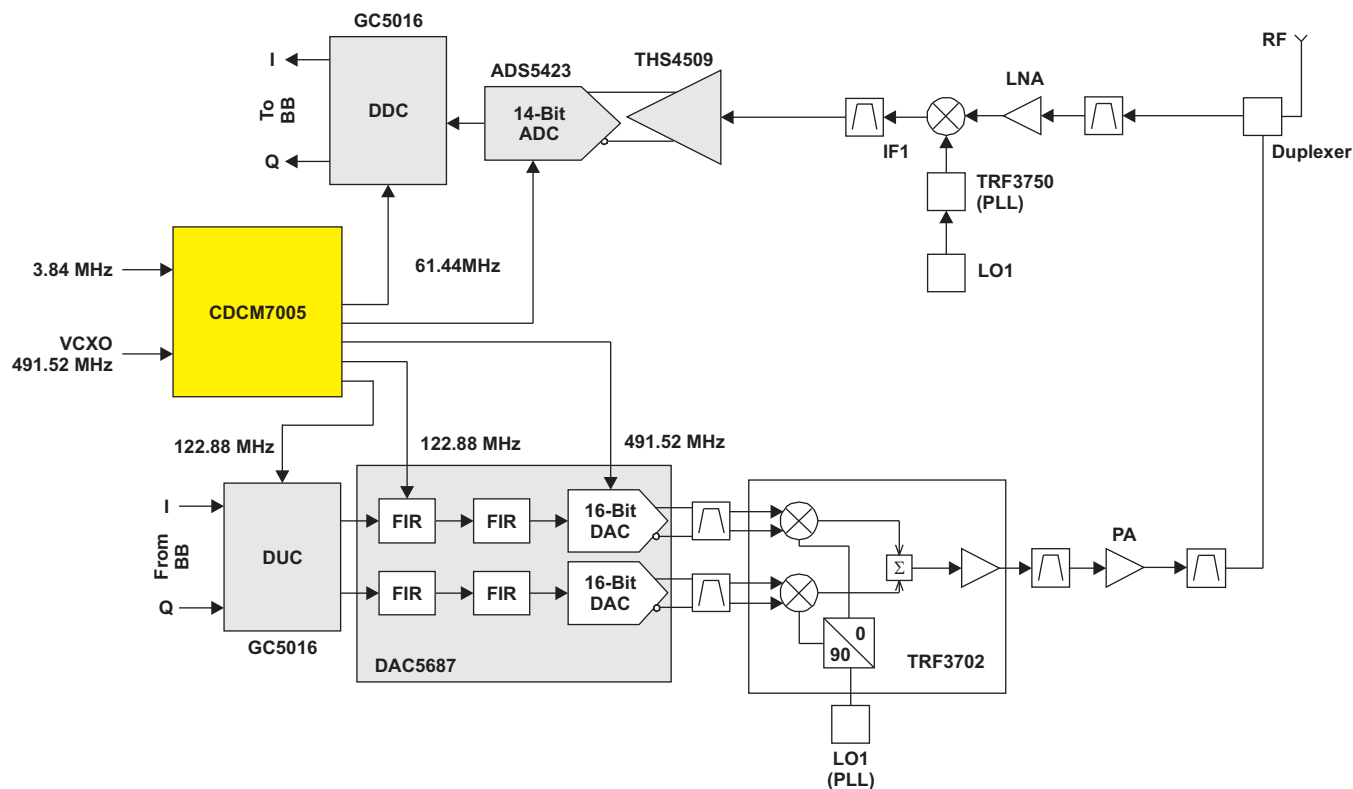 GC5016
I
To
BB
Q
DDC
ADS5423
14-Bit
ADC
THS4509
IF1
LNA
RF
Duplexer
TRF3750
(PLL)
LO1
3.84 MHz
VCXO
491.52 MHz
CDCM7005
61.44MHz
122.88 MHz
122.88 MHz
491.52 MHz
I
From
BB
Q
DUC
GC5016
FIR
FIR
16-Bit
DAC
FIR
FIR
16-Bit
DAC
DAC5687
Σ
0
90
TRF3702
LO1
(PLL)
PA